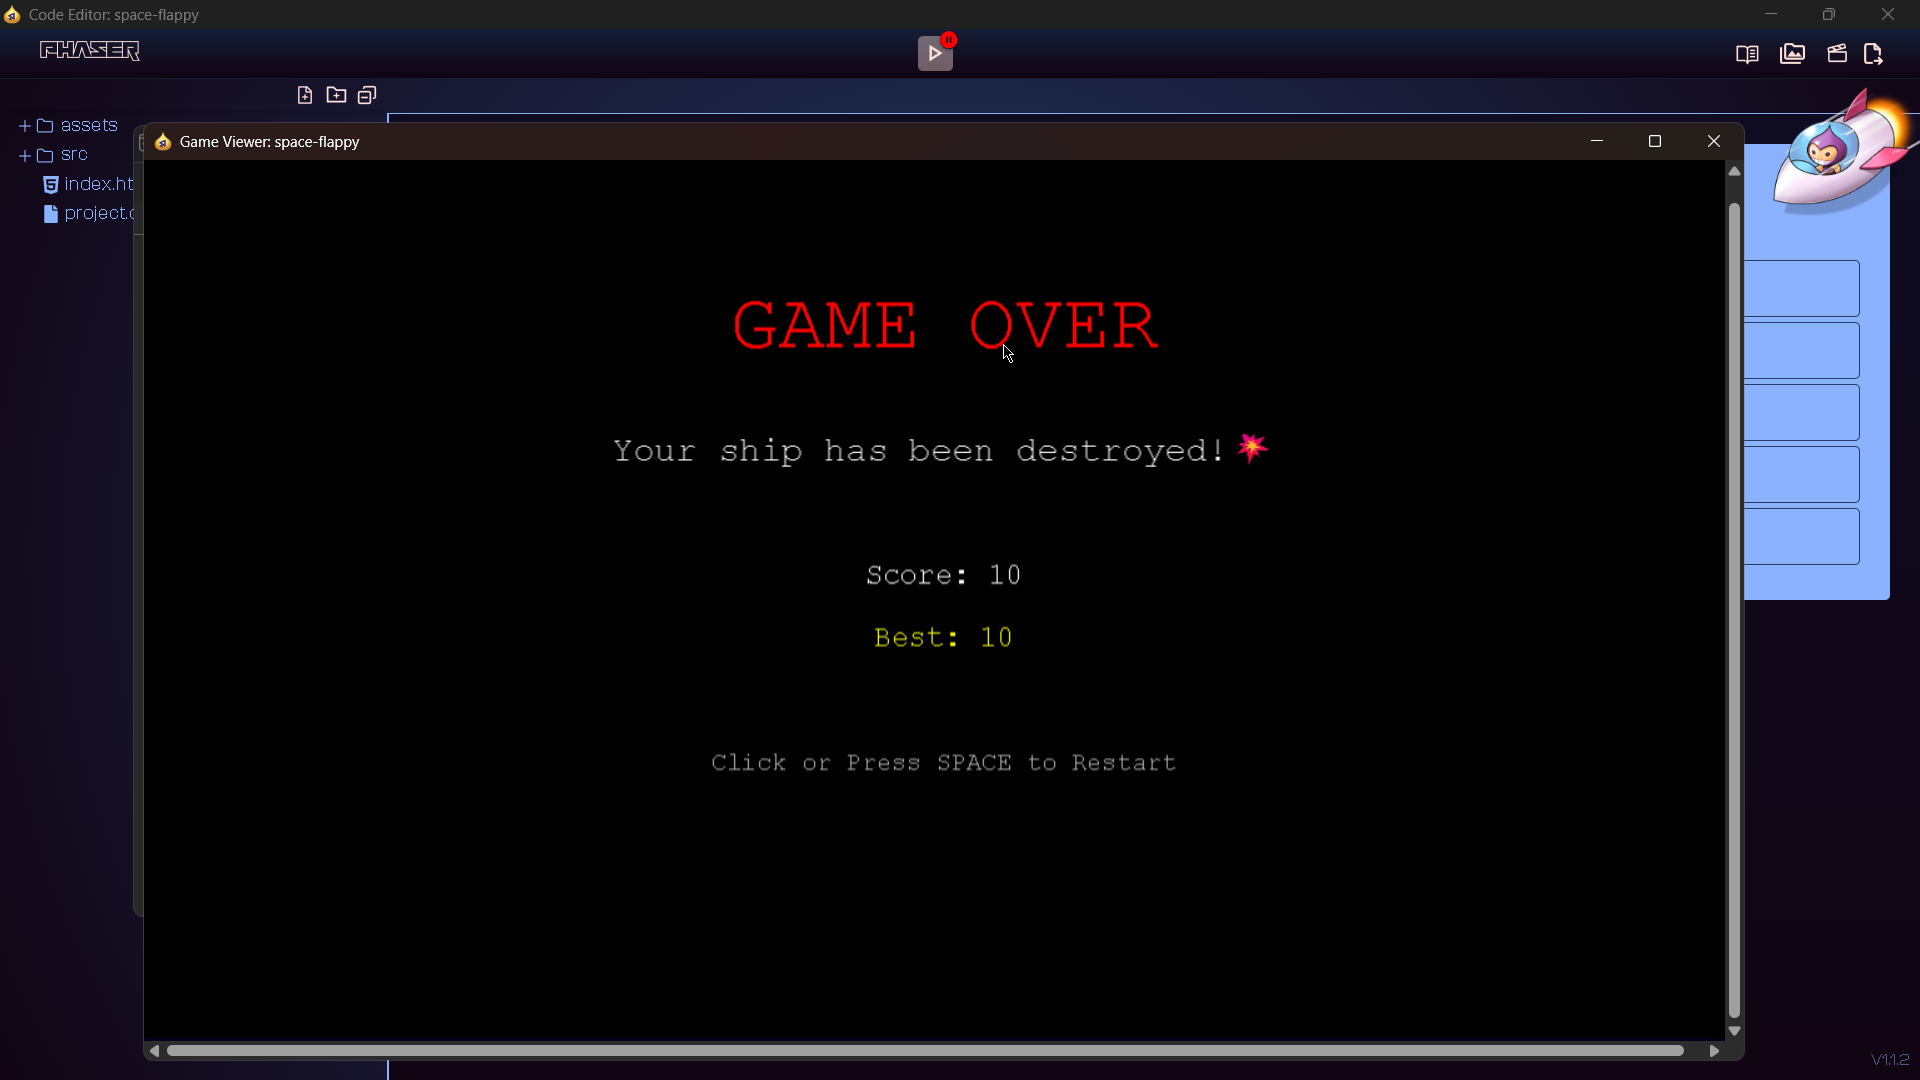 Code Editor: space-flappy
PHASER
assets
src
index.ht
project.c
Game Viewer: space-flappy
GAME OVER
Your ship has been destroyed!
Score: 10
Best: 10
Click or Press SPACE to Restart
V1.1.2